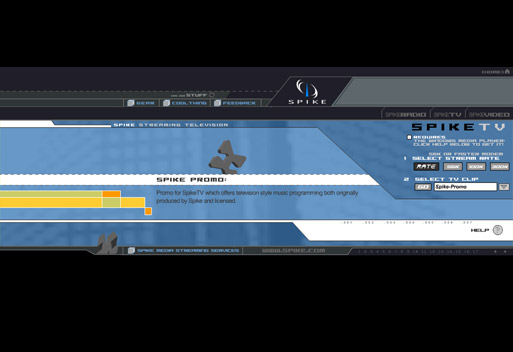 HOME
STUFF
GEAR
COOLTHING
FEEDBACK
SPIKE
SPIKERADIO
SPIKETV
SPIKEVIDEO
SPIKE STREAMING TELEVISION
SPIKETV
REQUIRES
THE WINDOWS MEDIA PLAYER.
CLICK HELP BELOW TO GET IT!
56K OR FASTER MODEM
1 SELECT STREAM RATE
RATE 56K 100K 300K
2 SELECT TV CLIP
GO Spike-Promo
SPIKE PROMO:
Promo for SpikeTV which offers television style music programming both originally
produced by Spike and licensed.
HELP ?
SPIKE MEDIA STREAMING SERVICES
WWW.SPIKE.COM